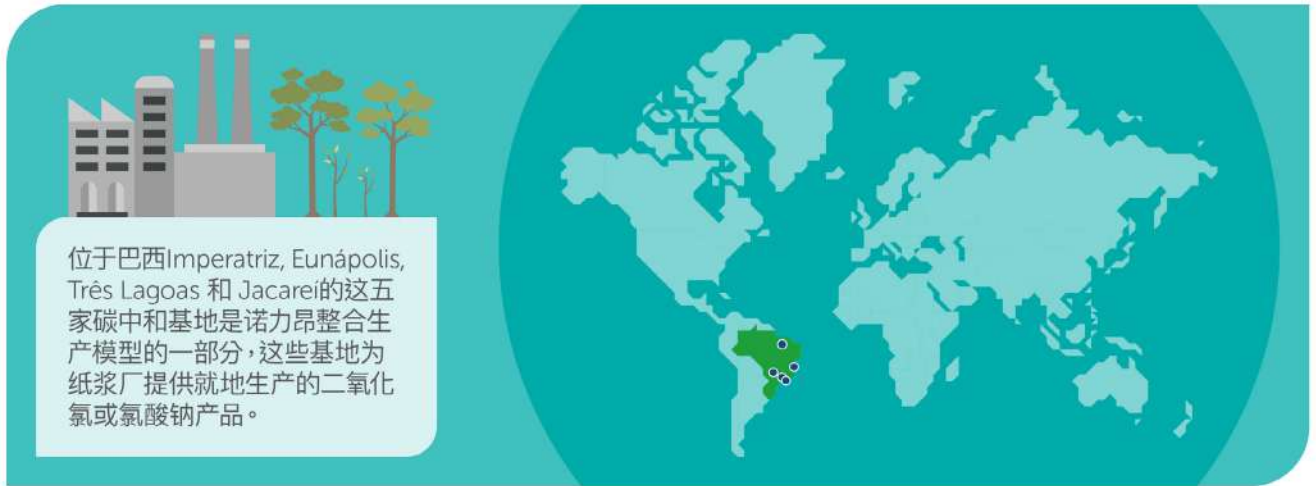 位于巴西Imperatriz, Eunápolis,
Três Lagoas 和 Jacareí的这五
家碳中和基地是诺力昂整合生
产模型的一部分，这些基地为
纸浆厂提供就地生产的二氧化
氯或氯酸钠产品。